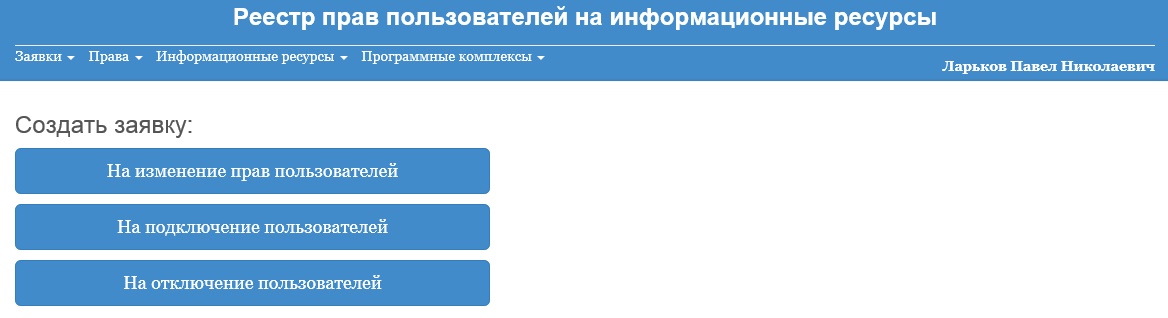 Реестр прав пользователей на информационные ресурсы
Заявки Права Информационные ресурсы Программные комплексы
Ларьков Павел Николаевич
Создать заявку:
На изменение прав пользователей
На подключение пользователей
На отключение пользователей